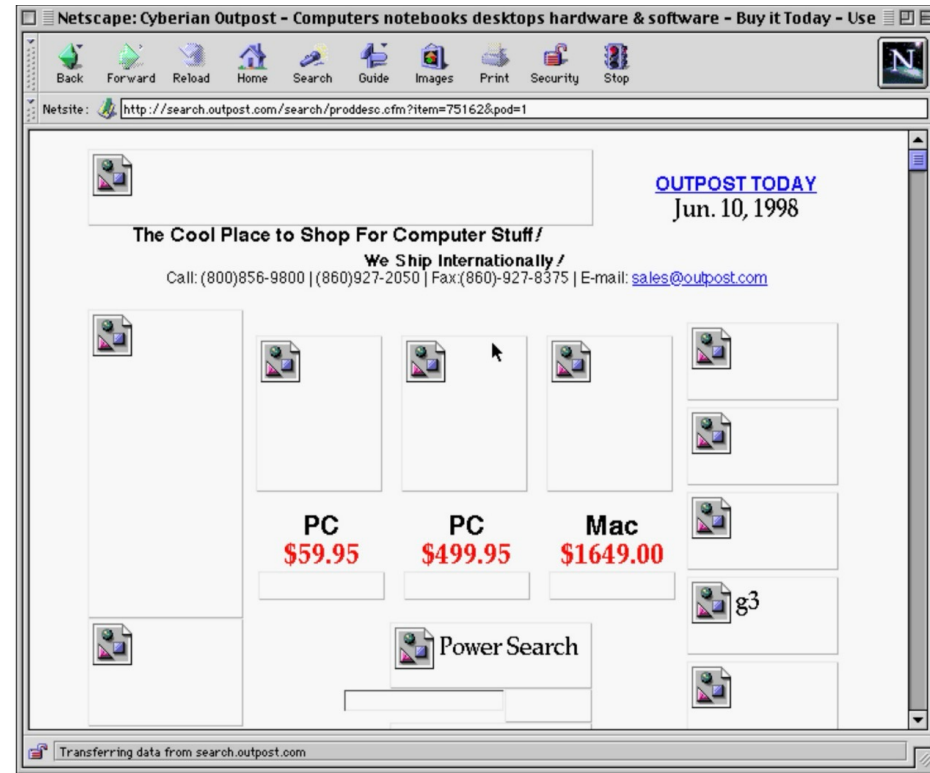 Netscape: Cyberian Outpost - Computers notebooks desktops hardware & software - Buy it Today - Use
Back Forward Reload Home Search Guide Images Print Security Stop
N
Netsite: http://search.outpost.com/search/proddesc.cfm?item=75162&pod=1
OUTPOST TODAY
Jun. 10, 1998
The Cool Place to Shop For Computer Stuff!
We Ship Internationally!
Call: (800)856-9800 | (860)927-2050 | Fax:(860)-927-8375 | E-mail: sales@outpost.com
PC PC Mac
$59.95 $499.95 $1649.00
g3
Power Search
Transferring data from search.outpost.com